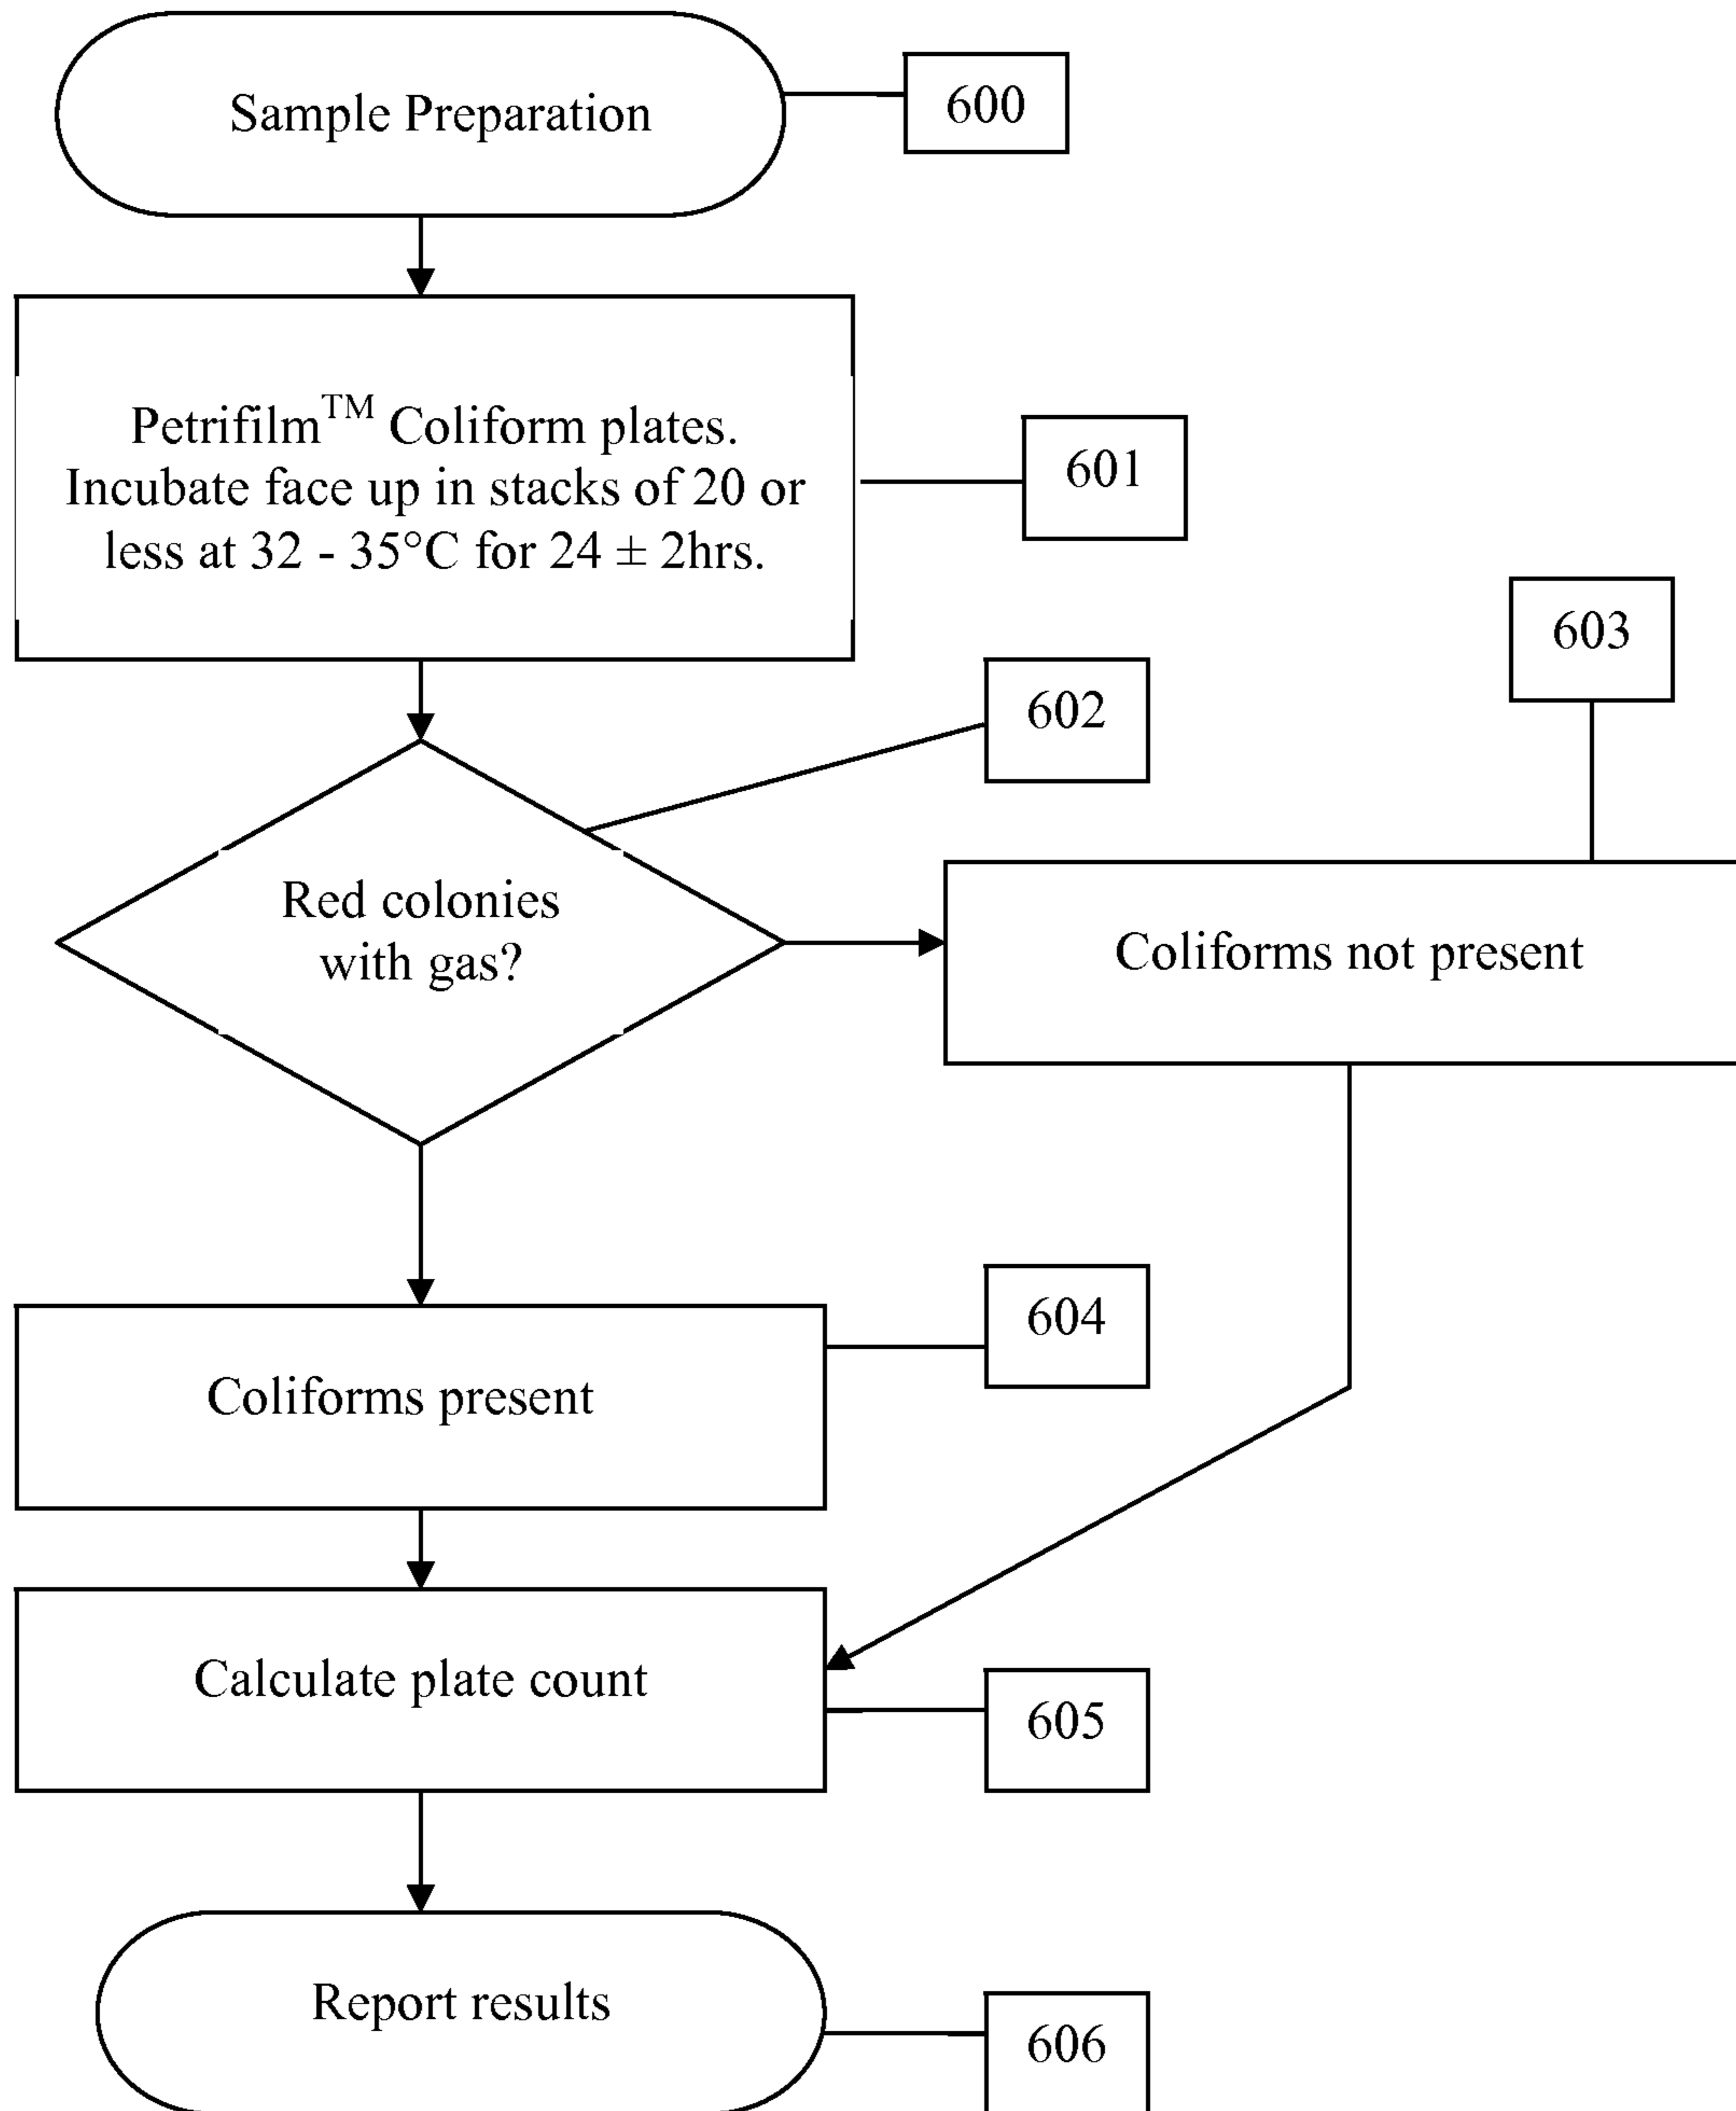 Sample Preparation
600
Petrifilm™ Coliform plates.
Incubate face up in stacks of 20 or
less at 32 - 35°C for 24 ± 2hrs.
601
603
602
Red colonies
with gas?
Coliforms not present
604
Coliforms present
Calculate plate count
605
Report results
606